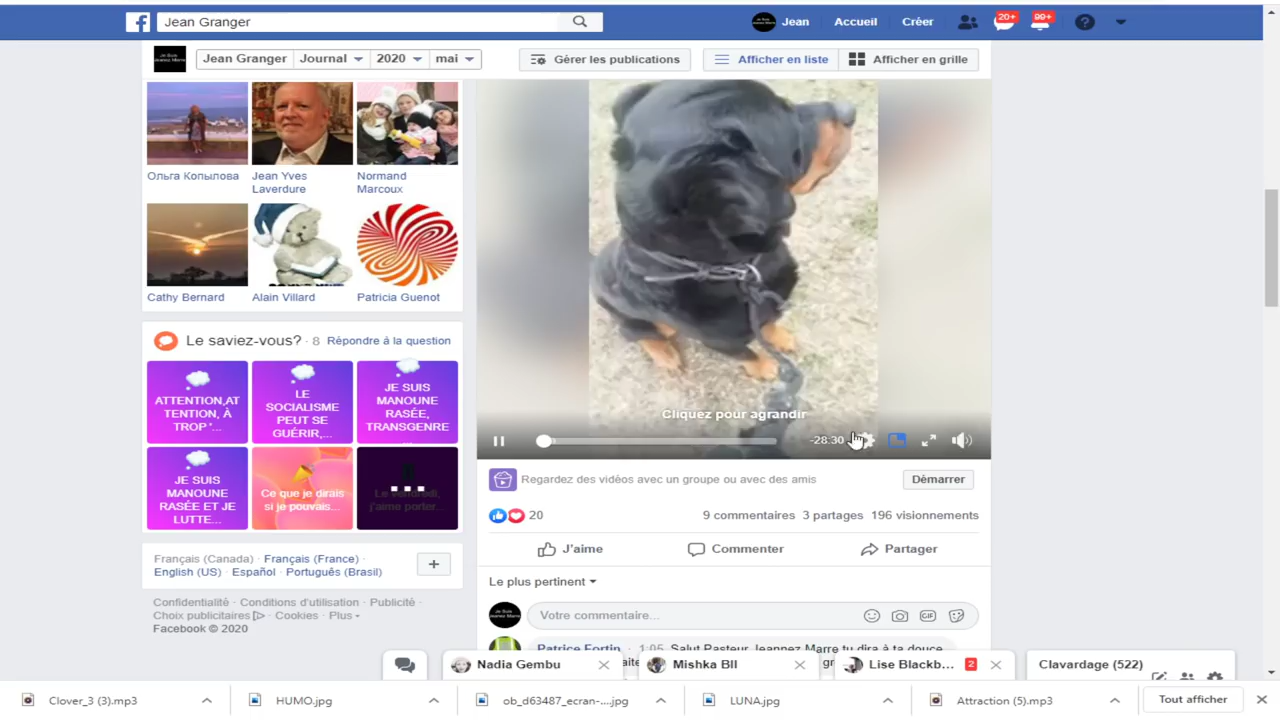 Jean Granger
Jean
Accueil
Créer
20+
99+
Jean Granger
Journal
2020
mai
Gérer les publications
Afficher en liste
Afficher en grille
Ольга Копылова
Jean Yves
Laverdure
Normand
Marcoux
Cathy Bernard
Alain Villard
Patricia Guenot
Le saviez-vous? · 8 Répondre à la question
ATTENTION,AT
TENTION, À
TROP '...
LE
SOCIALISME
PEUT SE
GUÉRIR,...
JE SUIS
MANOUNE
RASÉE,
TRANSGENRE
...
JE SUIS
MANOUNE
RASÉE ET JE
LUTTE...
Ce que je dirais
si je pouvais...
Le vendredi,
j'aime porter...
Français (Canada) · Français (France) ·
English (US) · Español · Português (Brasil)
+
Confidentialité · Conditions d'utilisation · Publicité ·
Choix publicitaires · Cookies · Plus
Facebook © 2020
Cliquez pour agrandir
-28:30
Regardez des vidéos avec un groupe ou avec des amis
Démarrer
20
9 commentaires 3 partages 196 visionnements
J'aime
Commenter
Partager
Le plus pertinent
Votre commentaire...
GIF
Patrice Fortin · 1:05 Salut Pasteur Jeannez Marre tu dira à ta douce
Nadia Gembu
Mishka Bll
Lise Blackb...
2
Clavardage (522)
Clover_3 (3).mp3
HUMO.jpg
ob_d63487_ecran-....jpg
LUNA.jpg
Attraction (5).mp3
Tout afficher